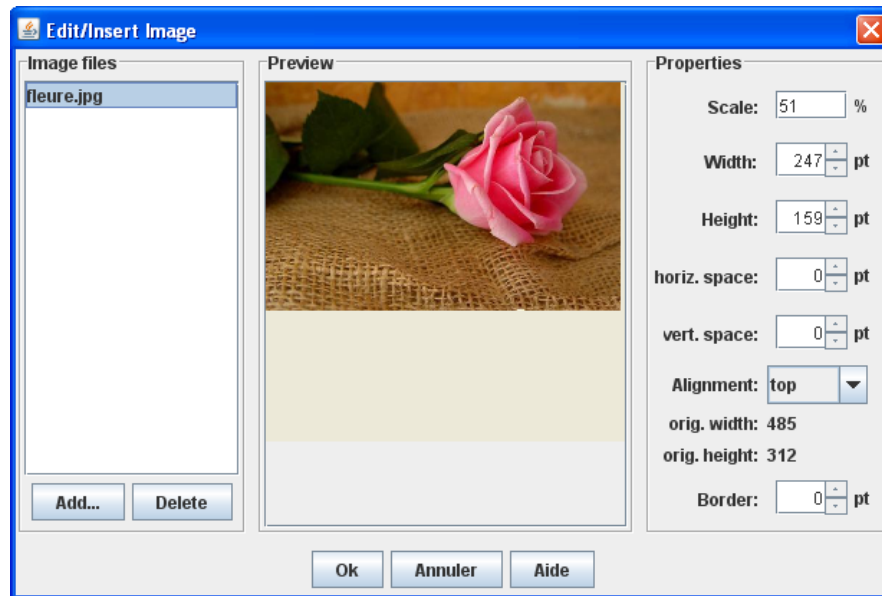 Edit/Insert Image
Image files
fleure.jpg
Add...
Delete
Preview
Properties
Scale: 51 %
Width: 247 pt
Height: 159 pt
horiz. space: 0 pt
vert. space: 0 pt
Alignment: top
orig. width: 485
orig. height: 312
Border: 0 pt
Ok
Annuler
Aide